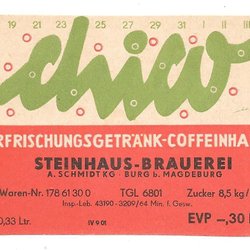 19 21 23 25 27 29 31 I II III I
chico
RFRISCHUNGSGETRÄNK-COFFEINHA
STEINHAUS-BRAUEREI
A. SCHMIDT KG · BURG b. MAGDEBURG
Waren-Nr. 178 61 30 0 TGL 6801 Zucker 8,5 kg/
Insp.-Leb. 43190 - 3209/64 Min. f. Gesw.
0,33 Ltr. IV 9 01 EVP -,30